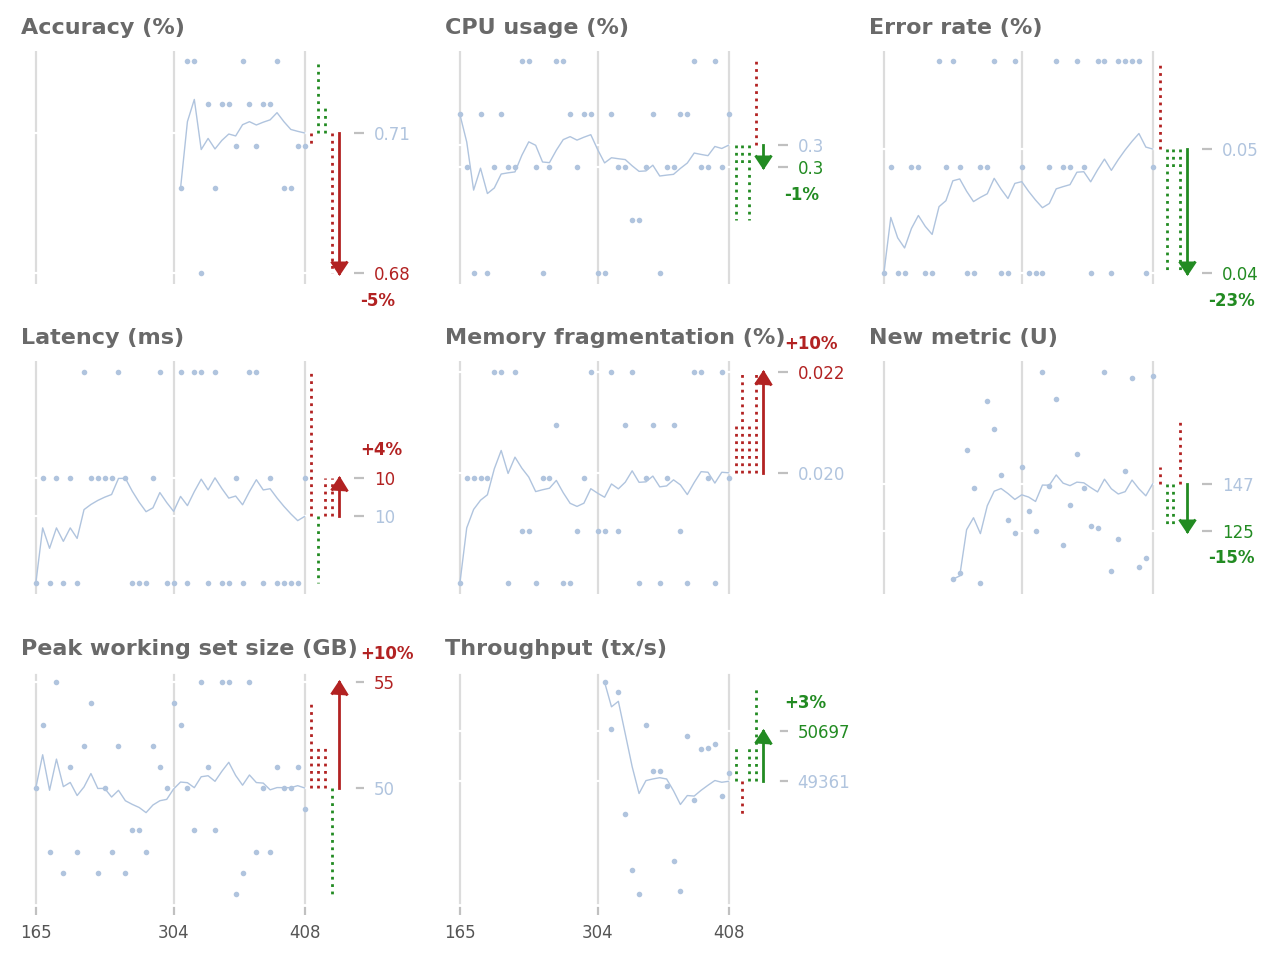 Accuracy (%)
0.71
0.68
-5%
CPU usage (%)
0.3
0.3
-1%
Error rate (%)
0.05
0.04
-23%
Latency (ms)
+4%
10
10
Memory fragmentation (%)
+10%
0.022
0.020
New metric (U)
147
125
-15%
Peak working set size (GB)
+10%
55
50
165 304 408
Throughput (tx/s)
+3%
50697
49361
165 304 408